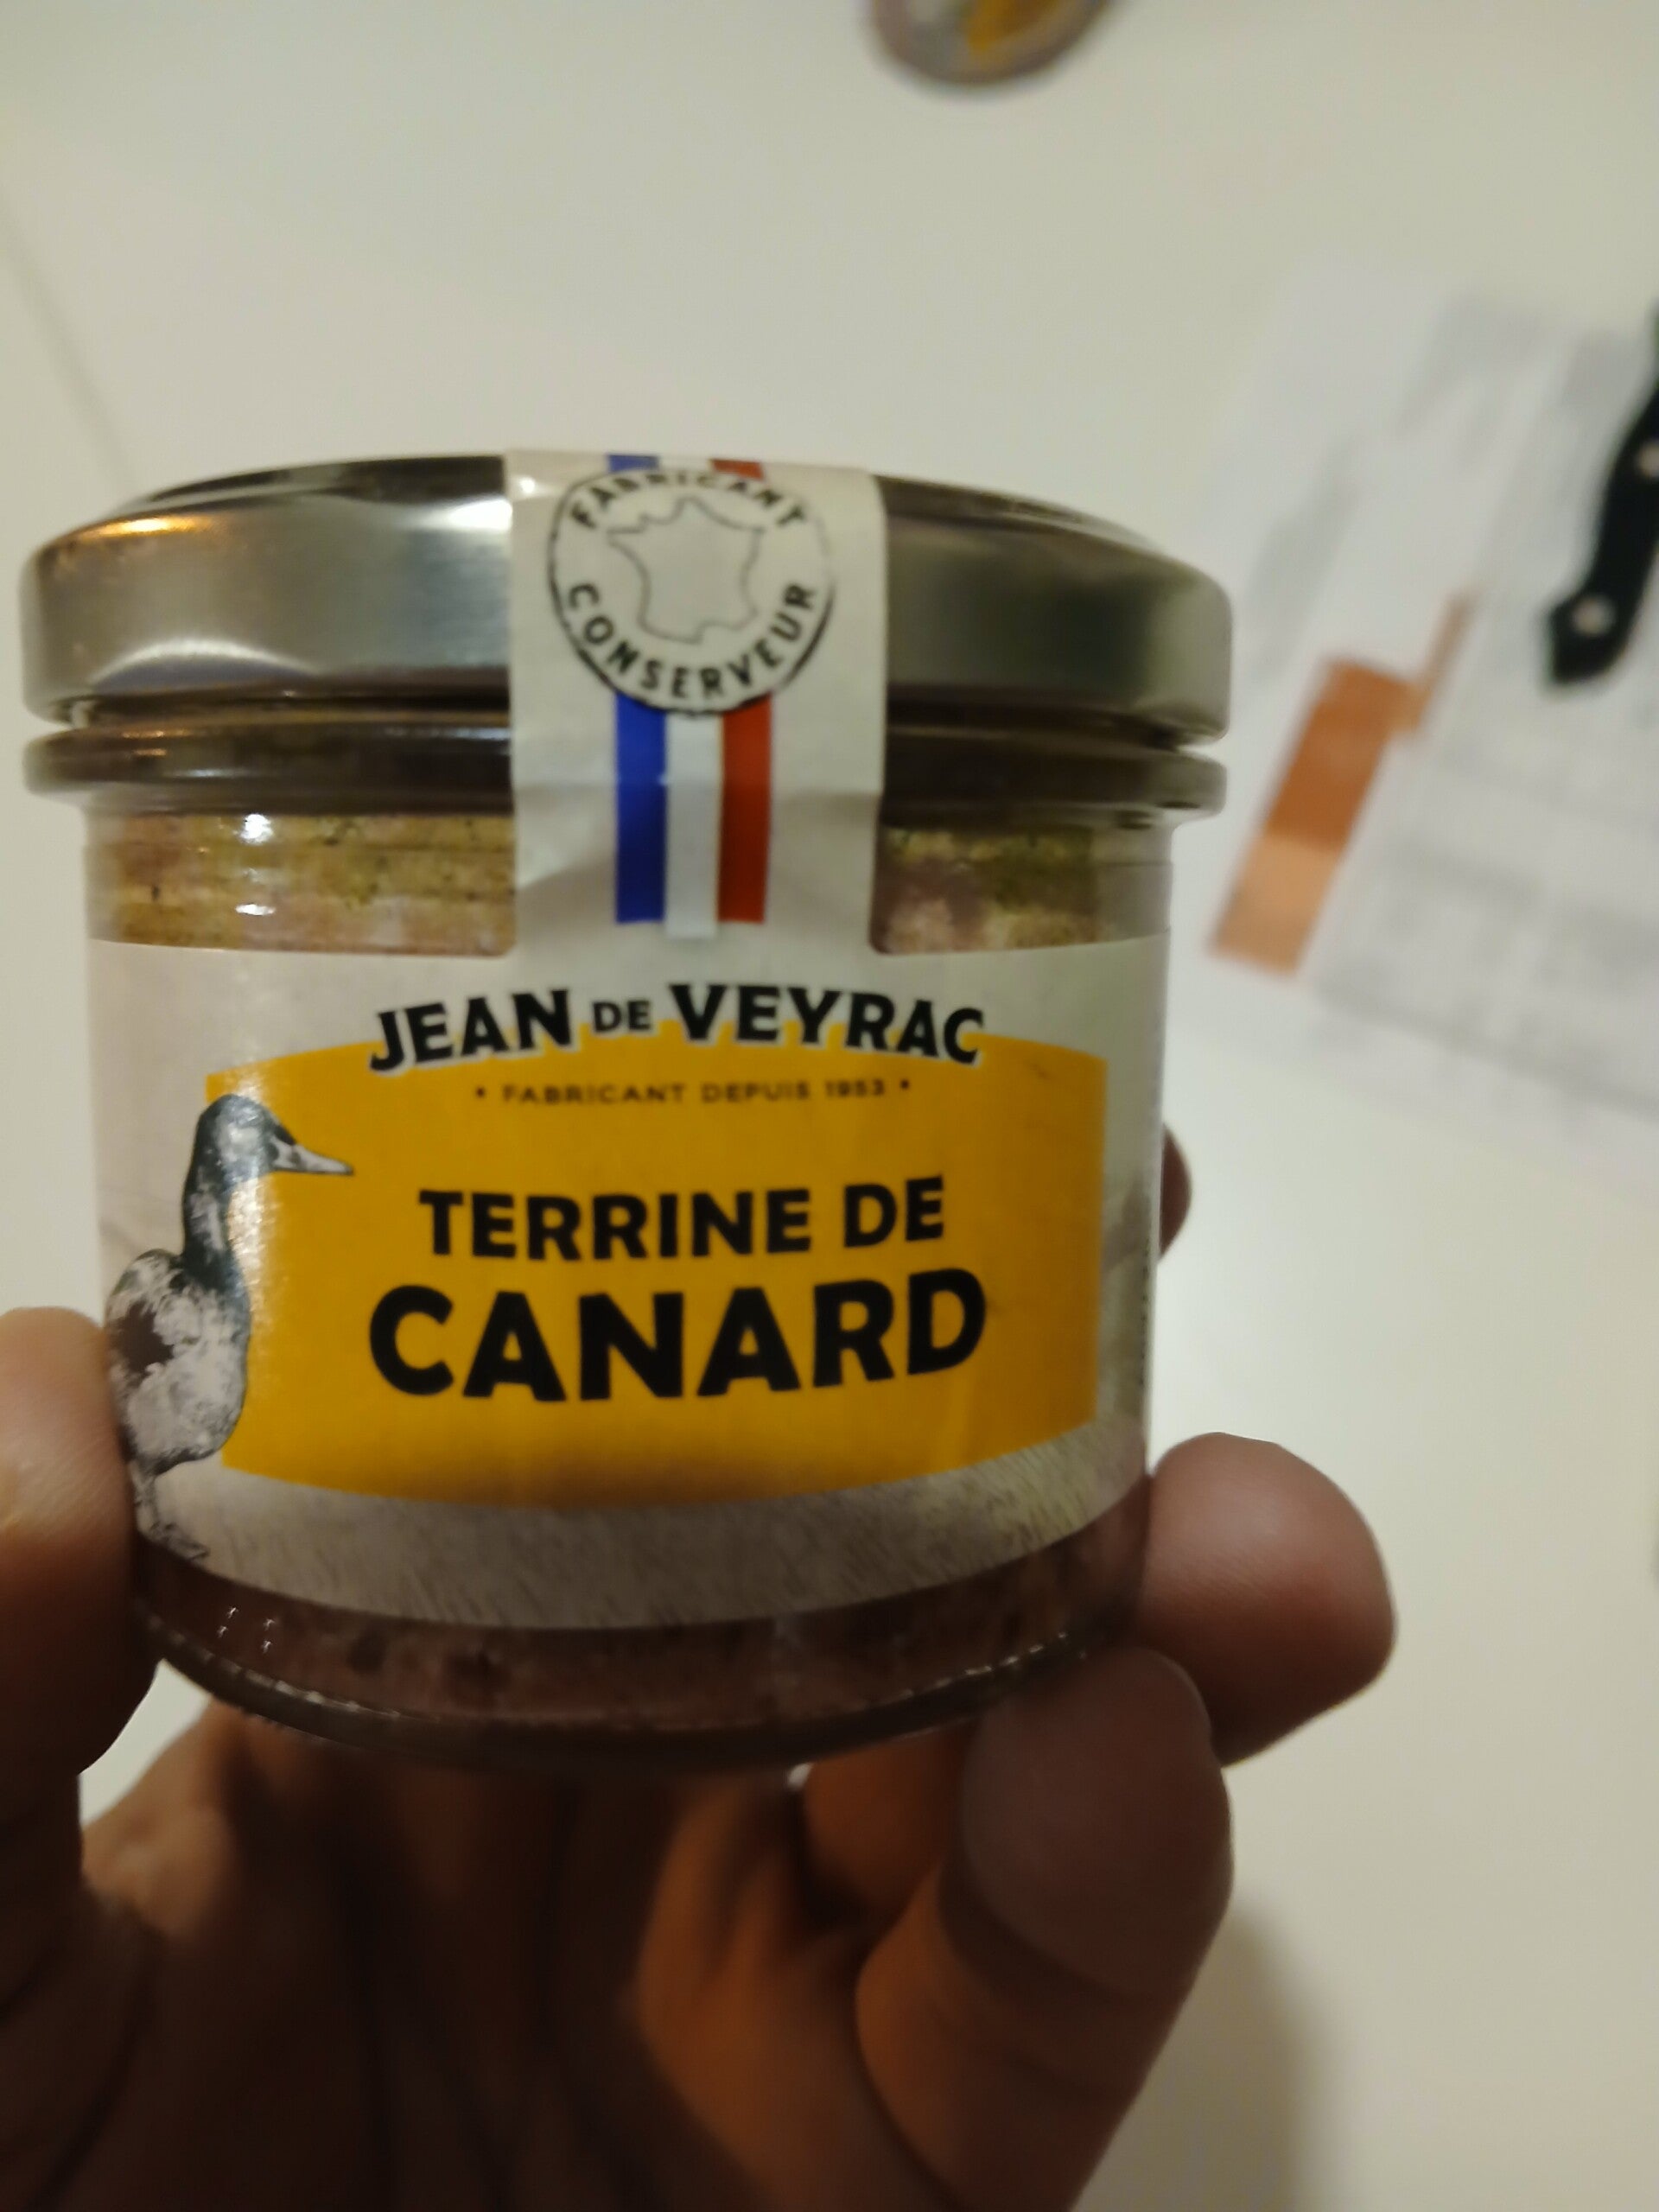 FABRICANT
CONSERVEUR
JEAN DE VEYRAC
• FABRICANT DEPUIS 1953 •
TERRINE DE
CANARD